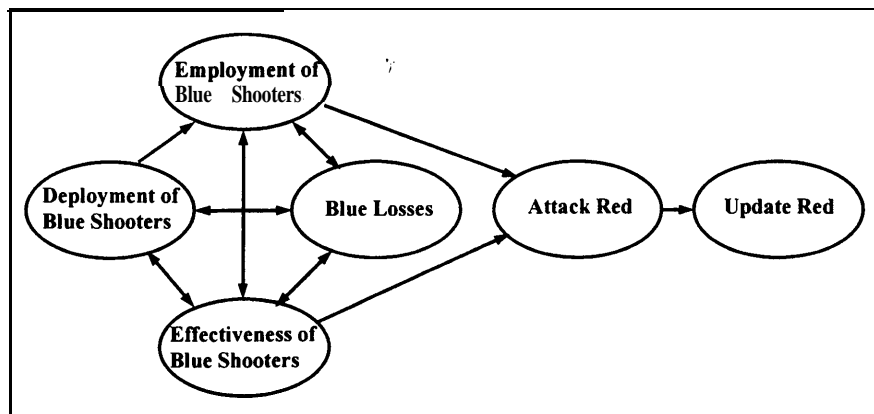 Employment of
Blue Shooters
Deployment of
Blue Shooters
Blue Losses
Attack Red
Update Red
Effectiveness of
Blue Shooters